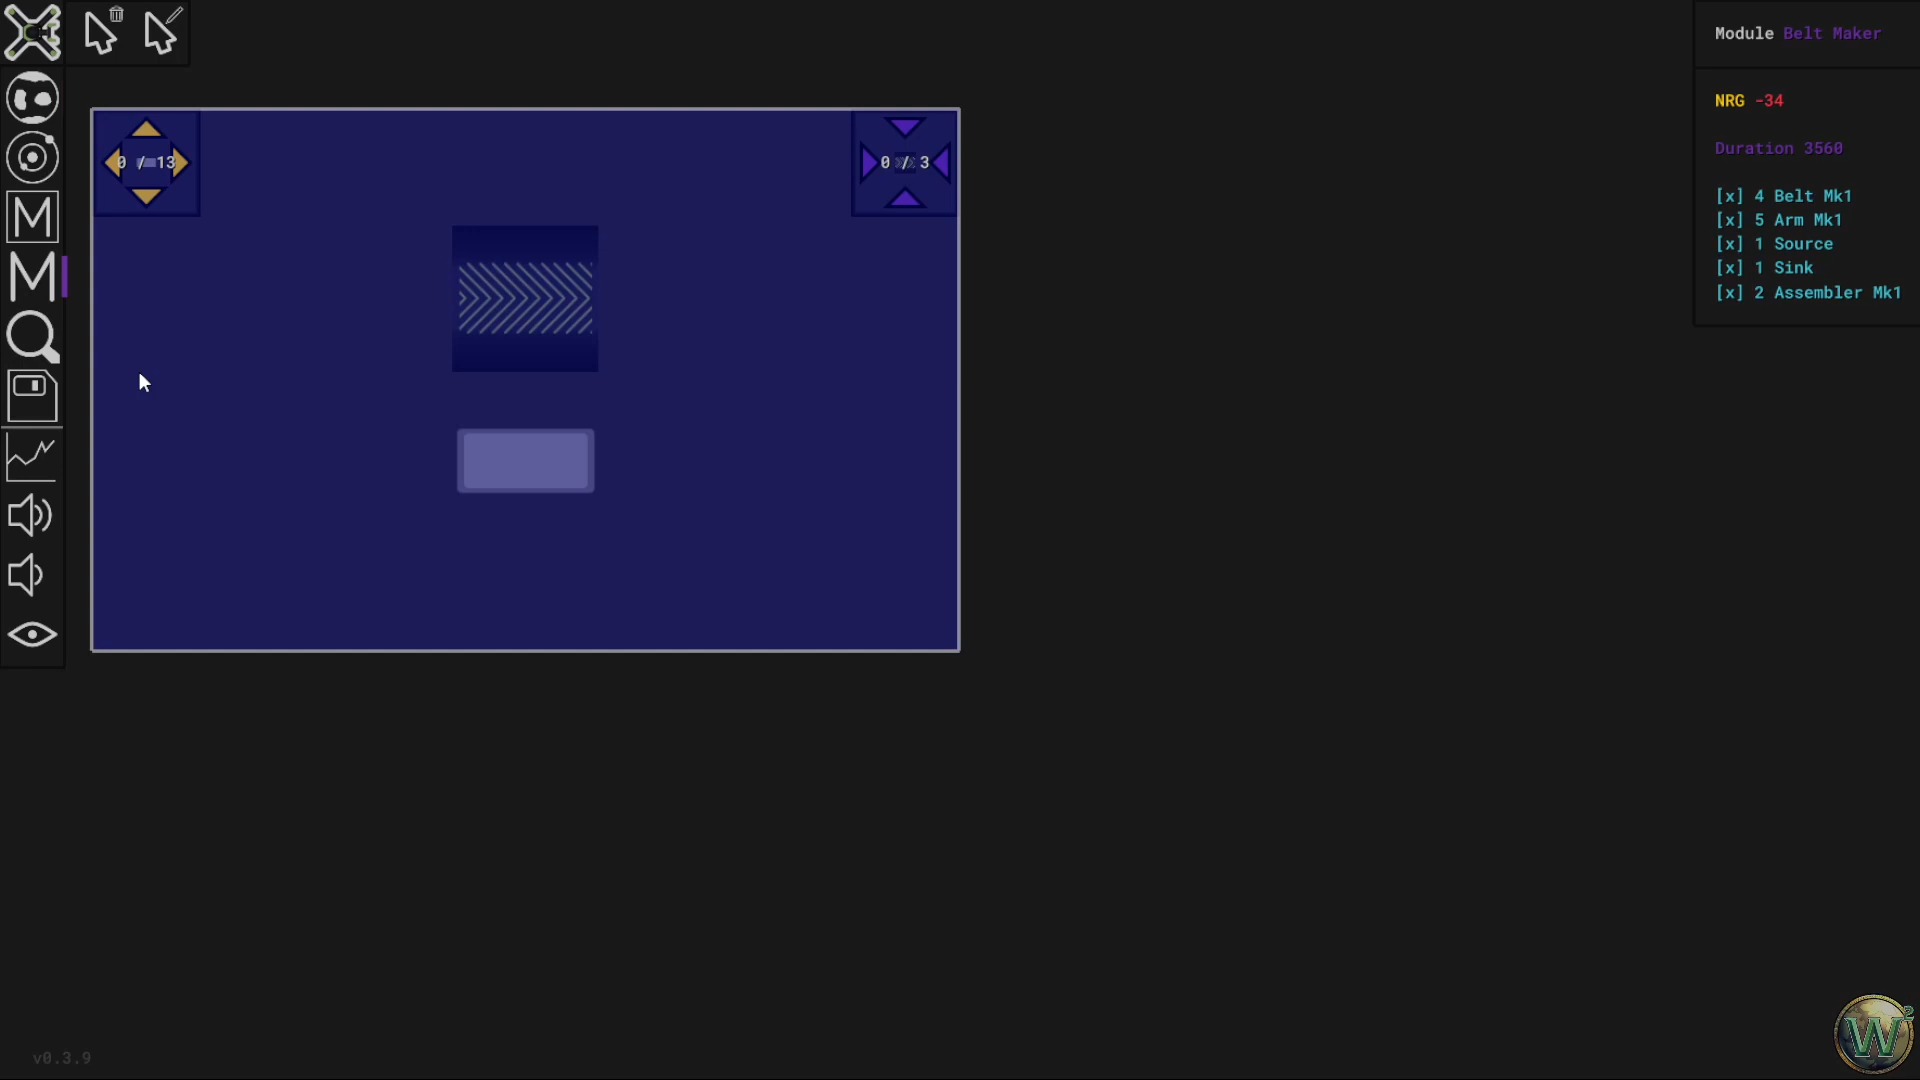 Module Belt Maker
NRG -34
Duration 3560
[x] 4 Belt Mk1
[x] 5 Arm Mk1
[x] 1 Source
[x] 1 Sink
[x] 2 Assembler Mk1
0 / 13
0 / 3
M
M
v0.3.9
W2